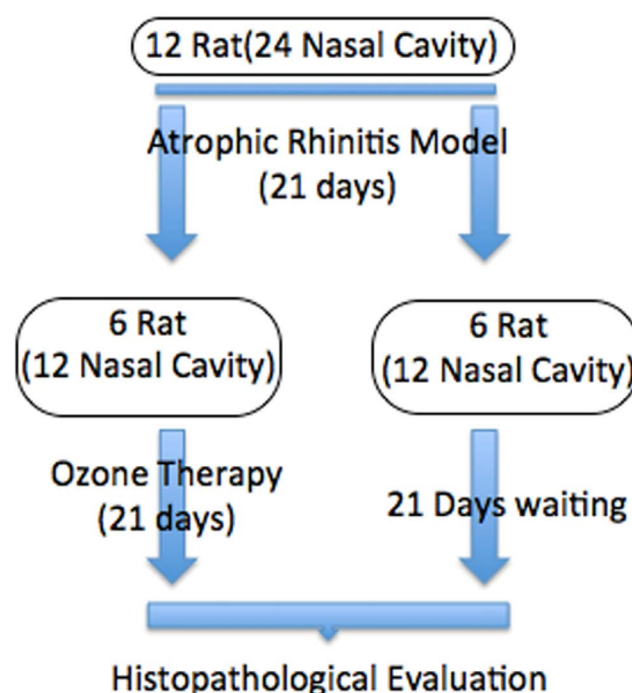 12 Rat(24 Nasal Cavity)
Atrophic Rhinitis Model
(21 days)
6 Rat
(12 Nasal Cavity)
6 Rat
(12 Nasal Cavity)
Ozone Therapy
(21 days)
21 Days waiting
Histopathological Evaluation